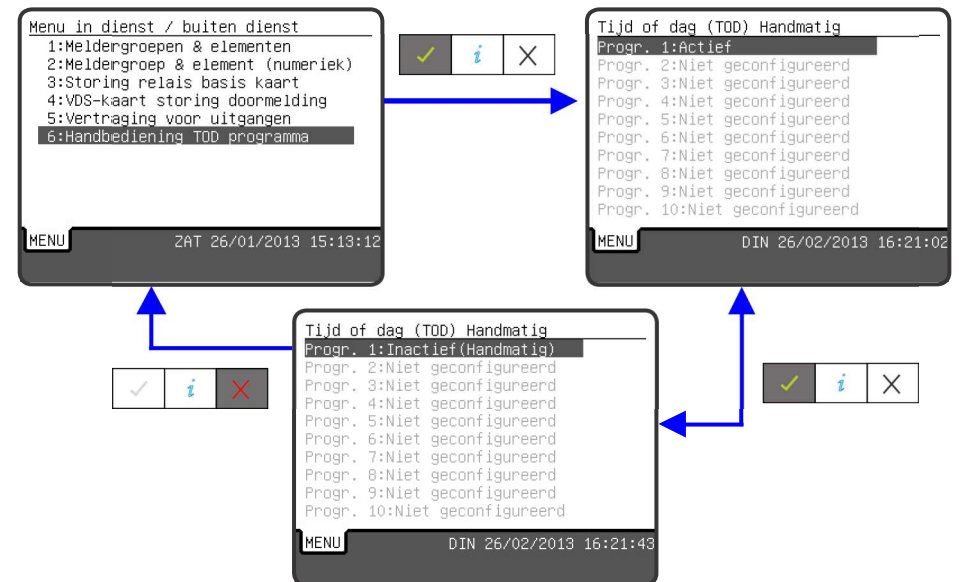 Menu in dienst / buiten dienst
1:Meldergroepen & elementen
2:Meldergroep & element (numeriek)
3:Storing relais basis kaart
4:VDS-kaart storing doormelding
5:Vertraging voor uitgangen
6:Handbediening TOD programma
MENU
ZAT 26/01/2013 15:13:12
i
Tijd of dag (TOD) Handmatig
Progr. 1:Actief
Progr. 2:Niet geconfigureerd
Progr. 3:Niet geconfigureerd
Progr. 4:Niet geconfigureerd
Progr. 5:Niet geconfigureerd
Progr. 6:Niet geconfigureerd
Progr. 7:Niet geconfigureerd
Progr. 8:Niet geconfigureerd
Progr. 9:Niet geconfigureerd
Progr. 10:Niet geconfigureerd
MENU
DIN 26/02/2013 16:21:02
i
Tijd of dag (TOD) Handmatig
Progr. 1:Inactief(Handmatig)
Progr. 2:Niet geconfigureerd
Progr. 3:Niet geconfigureerd
Progr. 4:Niet geconfigureerd
Progr. 5:Niet geconfigureerd
Progr. 6:Niet geconfigureerd
Progr. 7:Niet geconfigureerd
Progr. 8:Niet geconfigureerd
Progr. 9:Niet geconfigureerd
Progr. 10:Niet geconfigureerd
MENU
DIN 26/02/2013 16:21:43
i